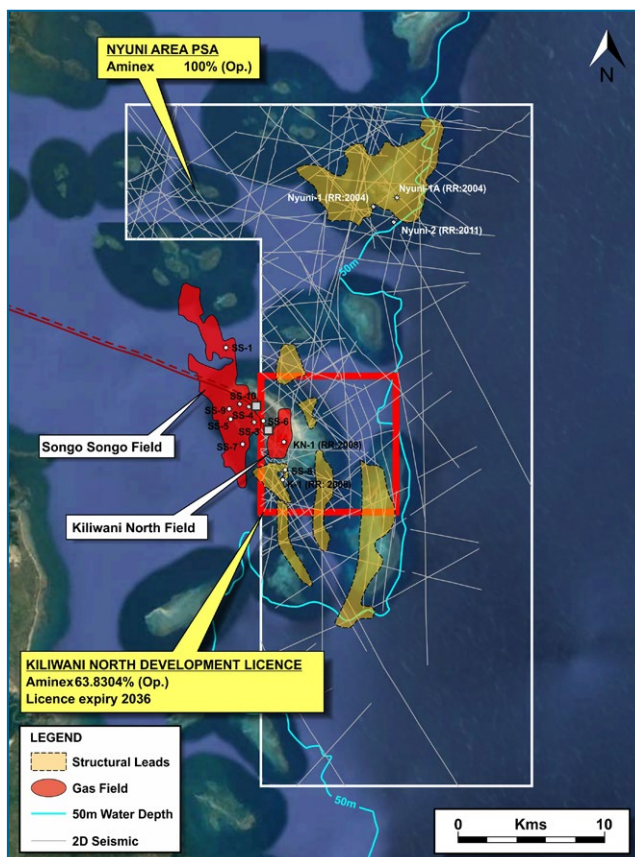 NYUNI AREA PSA
Aminex 100% (Op.)
N
Nyuni-1A (RR:2004)
Nyuni-1 (RR:2004)
Nyuni-2 (RR:2011)
50m
SS-1
SS-10
SS-9
SS-4
SS-6
SS-5
SS-3
SS-7
KN-1 (RR:2008)
Songo Songo Field
SS-8
K-1 (RR: 2008)
Kiliwani North Field
KILIWANI NORTH DEVELOPMENT LICENCE
Aminex 63.8304% (Op.)
Licence expiry 2036
LEGEND
Structural Leads
Gas Field
50m Water Depth
2D Seismic
50m
0 Kms 10